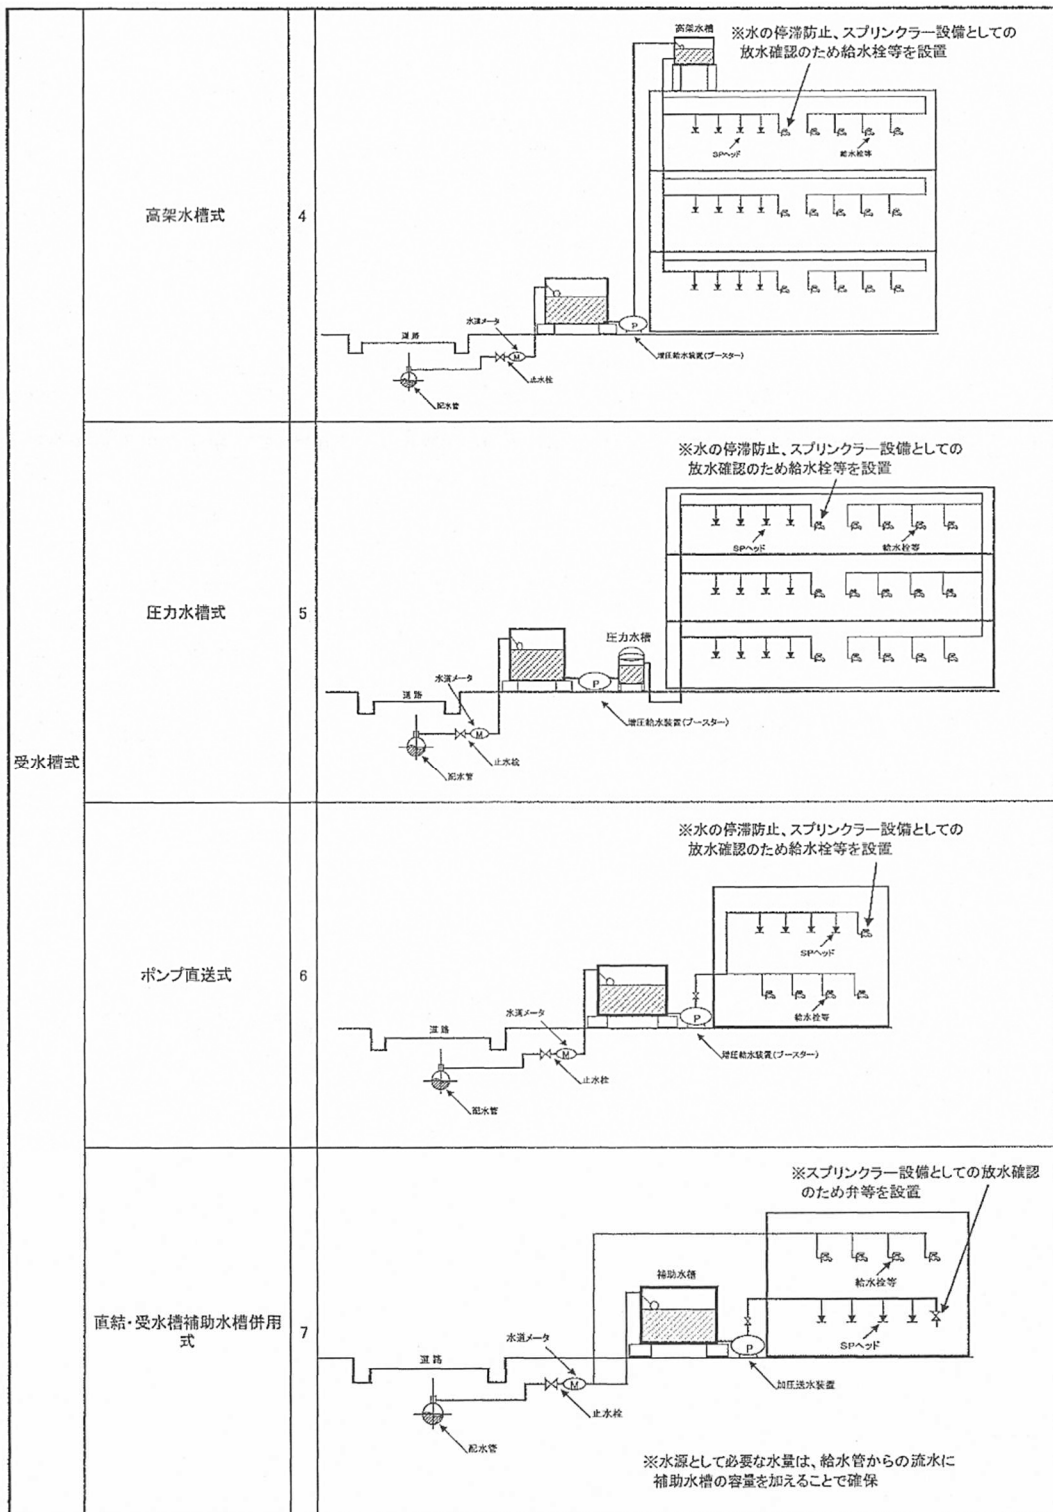 受水槽式
高架水槽式
4
高架水槽
※水の停滞防止、スプリンクラー設備としての
放水確認のため給水栓等を設置
SPヘッド
給水栓等
水道メータ
道路
P
M
増圧給水装置(ブースター)
止水栓
配水管
圧力水槽式
5
※水の停滞防止、スプリンクラー設備としての
放水確認のため給水栓等を設置
SPヘッド
給水栓等
圧力水槽
水道メータ
P
道路
増圧給水装置(ブースター)
M
止水栓
配水管
ポンプ直送式
6
※水の停滞防止、スプリンクラー設備としての
放水確認のため給水栓等を設置
SPヘッド
給水栓等
水道メータ
P
道路
M
増圧給水装置(ブースター)
止水栓
配水管
直結・受水槽補助水槽併用
式
7
※スプリンクラー設備としての放水確認
のため弁等を設置
補助水槽
給水栓等
水道メータ
P
SPヘッド
道路
M
加圧送水装置
止水栓
配水管
※水源として必要な水量は、給水管からの流水に
補助水槽の容量を加えることで確保